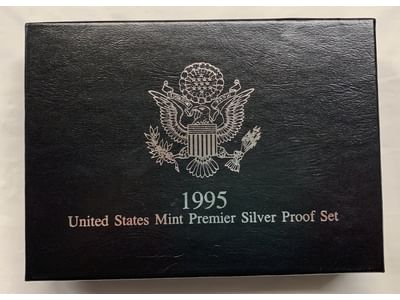 1995
United States Mint Premier Silver Proof Set